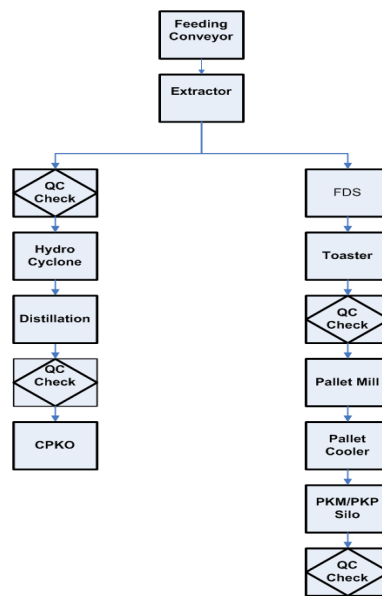 Feeding
Conveyor
Extractor
QC
Check
Hydro
Cyclone
Distillation
QC
Check
CPKO
FDS
Toaster
QC
Check
Pallet Mill
Pallet
Cooler
PKM/PKP
Silo
QC
Check